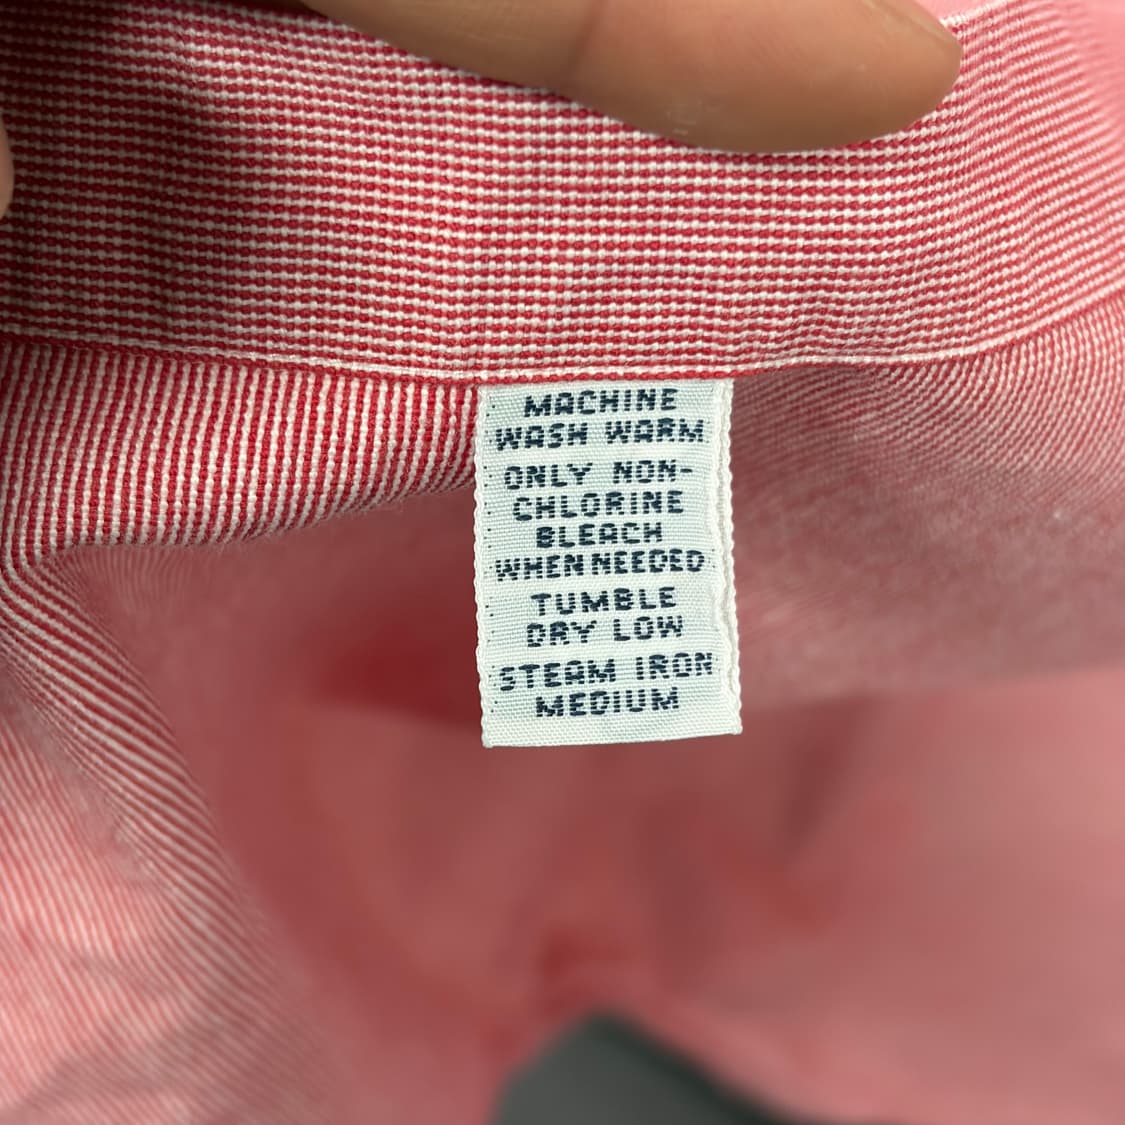 MACHINE
WASH WARM
ONLY NON-
CHLORINE
BLEACH
WHEN NEEDED
TUMBLE
DRY LOW
STEAM IRON
MEDIUM